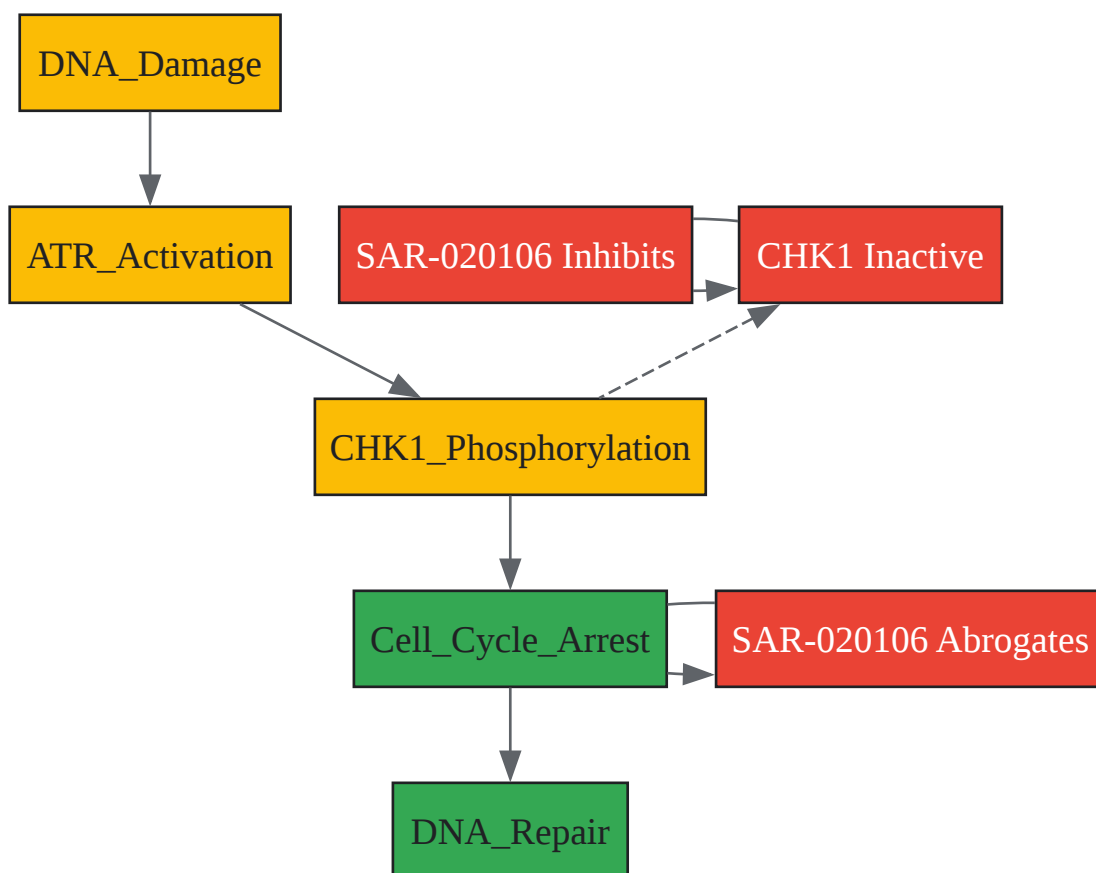 DNA_Damage
ATR_Activation
SAR-020106 Inhibits
CHK1 Inactive
CHK1_Phosphorylation
Cell_Cycle_Arrest
SAR-020106 Abrogates
DNA_Repair